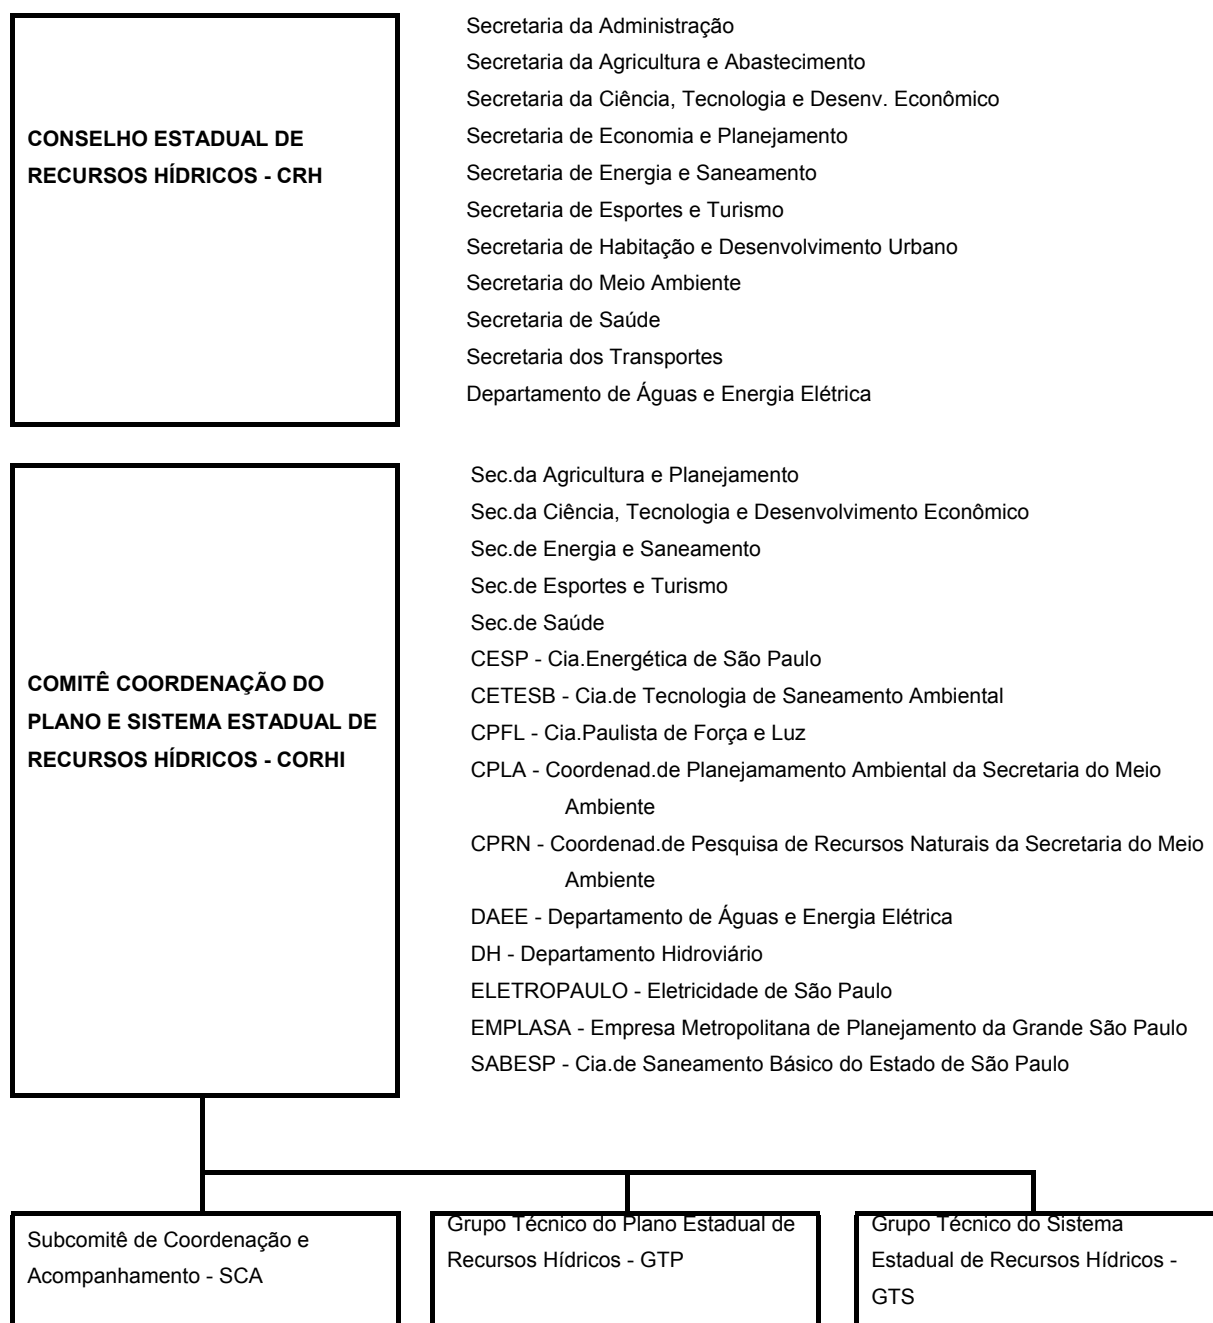 CONSELHO ESTADUAL DE
RECURSOS HÍDRICOS - CRH
Secretaria da Administração
Secretaria da Agricultura e Abastecimento
Secretaria da Ciência, Tecnologia e Desenv. Econômico
Secretaria de Economia e Planejamento
Secretaria de Energia e Saneamento
Secretaria de Esportes e Turismo
Secretaria de Habitação e Desenvolvimento Urbano
Secretaria do Meio Ambiente
Secretaria de Saúde
Secretaria dos Transportes
Departamento de Águas e Energia Elétrica
COMITÊ COORDENAÇÃO DO
PLANO E SISTEMA ESTADUAL DE
RECURSOS HÍDRICOS - CORHI
Sec.da Agricultura e Planejamento
Sec.da Ciência, Tecnologia e Desenvolvimento Econômico
Sec.de Energia e Saneamento
Sec.de Esportes e Turismo
Sec.de Saúde
CESP - Cia.Energética de São Paulo
CETESB - Cia.de Tecnologia de Saneamento Ambiental
CPFL - Cia.Paulista de Força e Luz
CPLA - Coordenad.de Planejamamento Ambiental da Secretaria do Meio
Ambiente
CPRN - Coordenad.de Pesquisa de Recursos Naturais da Secretaria do Meio
Ambiente
DAEE - Departamento de Águas e Energia Elétrica
DH - Departamento Hidroviário
ELETROPAULO - Eletricidade de São Paulo
EMPLASA - Empresa Metropolitana de Planejamento da Grande São Paulo
SABESP - Cia.de Saneamento Básico do Estado de São Paulo
Subcomitê de Coordenação e
Acompanhamento - SCA
Grupo Técnico do Plano Estadual de
Recursos Hídricos - GTP
Grupo Técnico do Sistema
Estadual de Recursos Hídricos -
GTS